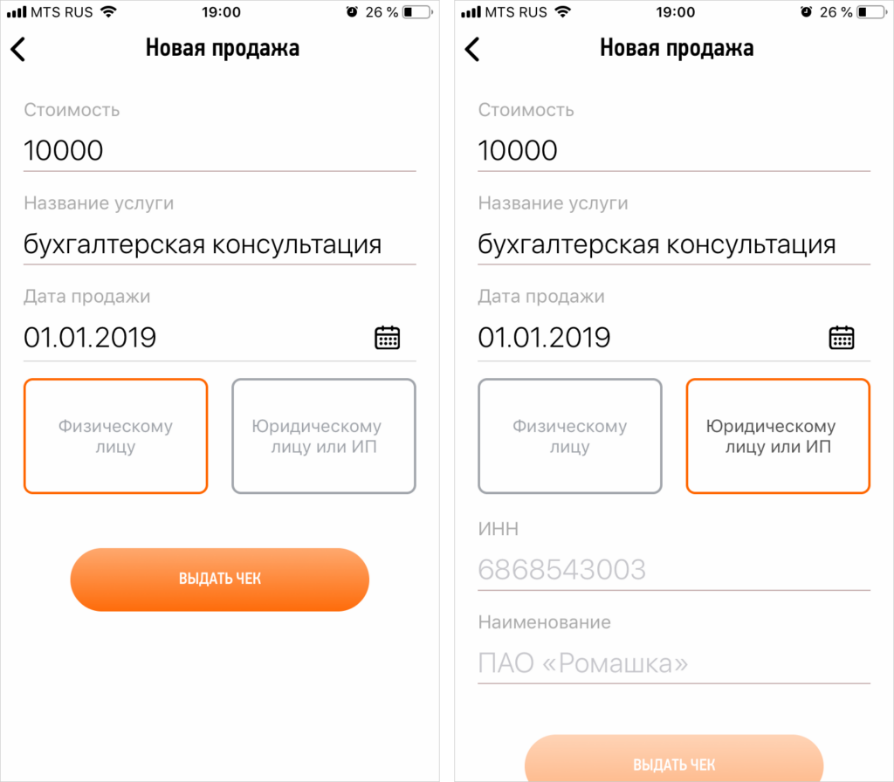 MTS RUS 19:00 26 %
Новая продажа
Стоимость
10000
Название услуги
бухгалтерская консультация
Дата продажи
01.01.2019
Физическому
лицу
Юридическому
лицу или ИП
ВЫДАТЬ ЧЕК
MTS RUS 19:00 26 %
Новая продажа
Стоимость
10000
Название услуги
бухгалтерская консультация
Дата продажи
01.01.2019
Физическому
лицу
Юридическому
лицу или ИП
ИНН
6868543003
Наименование
ПАО «Ромашка»
ВЫДАТЬ ЧЕК